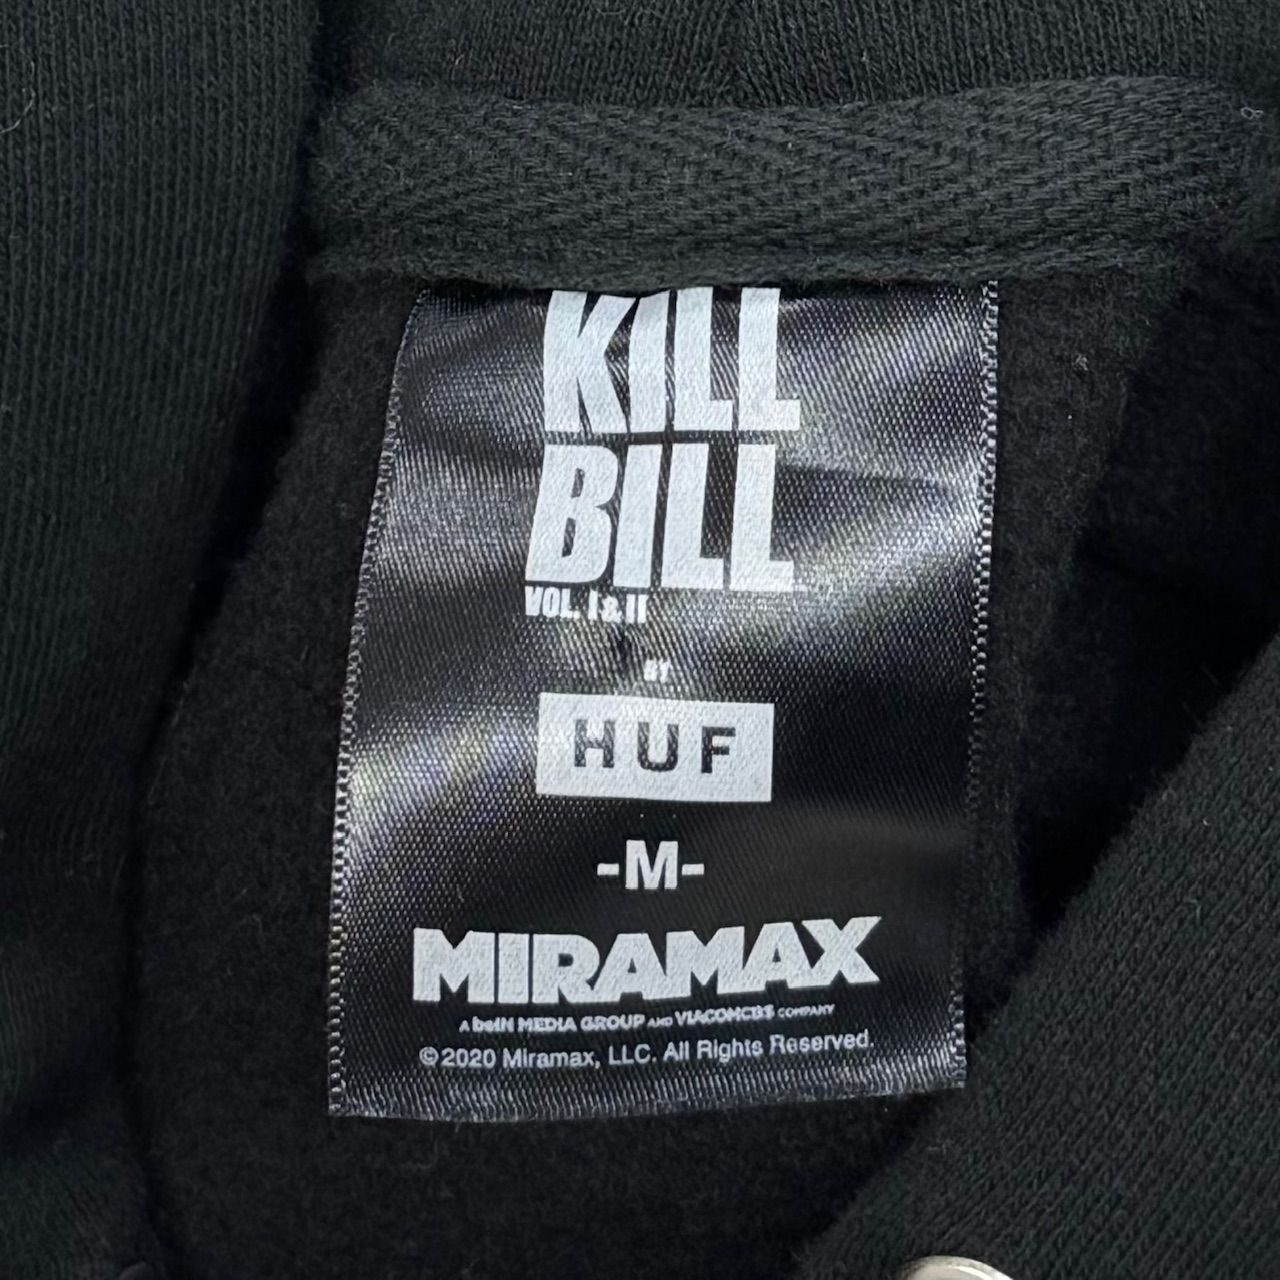 KILL
BILL
VOL. I & II
BY
HUF
-M-
MIRAMAX
A beIN MEDIA GROUP AND VIACOMCBS COMPANY
©2020 Miramax, LLC. All Rights Reserved.